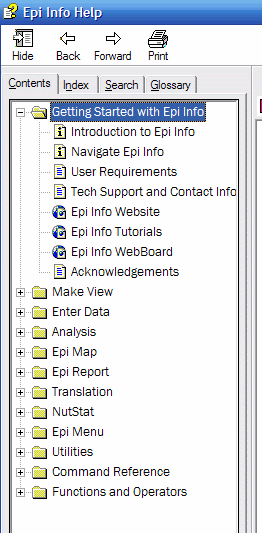 Epi Info Help
Hide Back Forward Print
Contents Index Search Glossary
Getting Started with Epi Info
Introduction to Epi Info
Navigate Epi Info
User Requirements
Tech Support and Contact Info
Epi Info Website
Epi Info Tutorials
Epi Info WebBoard
Acknowledgements
Make View
Enter Data
Analysis
Epi Map
Epi Report
Translation
NutStat
Epi Menu
Utilities
Command Reference
Functions and Operators